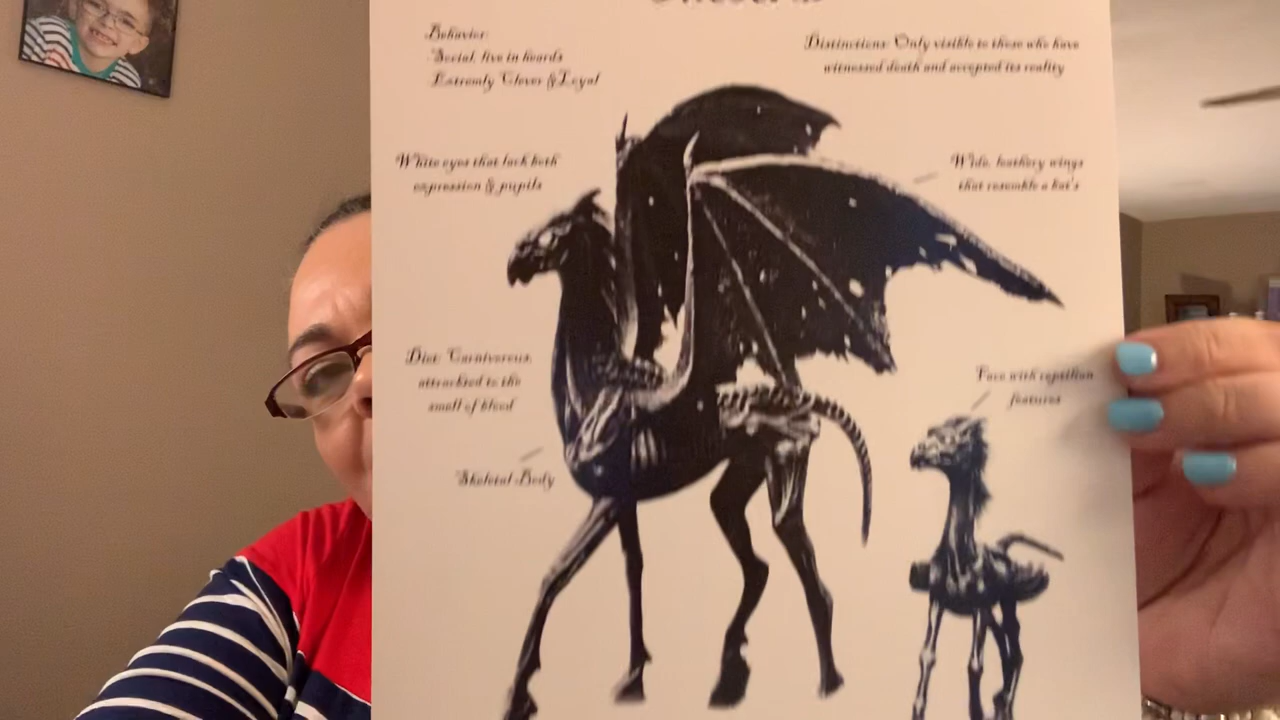 Behavior:
-Social, live in heards
-Extremly Clever & Loyal
Distinctions: Only visible to those who have
witnessed death and accepted its reality
White eyes that lack both
expression & pupils
Wide, leathery wings
that resemble a bat's
Diet: Carnivorous,
attrackted to the
smell of blood
Face with reptilian
features
Skeletal Body